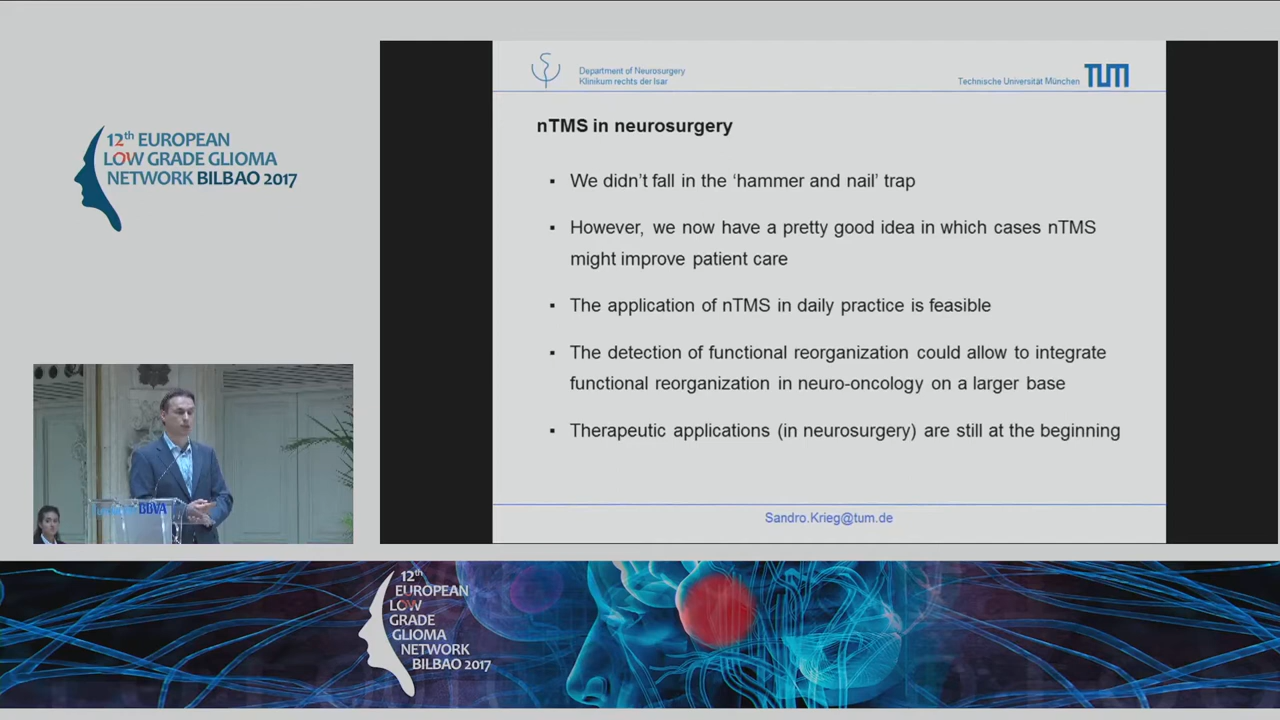 12th EUROPEAN
LOW GRADE GLIOMA
NETWORK BILBAO 2017
Department of Neurosurgery
Klinikum rechts der Isar
Technische Universität München TUM
nTMS in neurosurgery
▪ We didn’t fall in the ‘hammer and nail’ trap
▪ However, we now have a pretty good idea in which cases nTMS
might improve patient care
▪ The application of nTMS in daily practice is feasible
▪ The detection of functional reorganization could allow to integrate
functional reorganization in neuro-oncology on a larger base
▪ Therapeutic applications (in neurosurgery) are still at the beginning
Sandro.Krieg@tum.de
BBVA
12th
EUROPEAN
LOW
GRADE
GLIOMA
NETWORK
BILBAO 2017